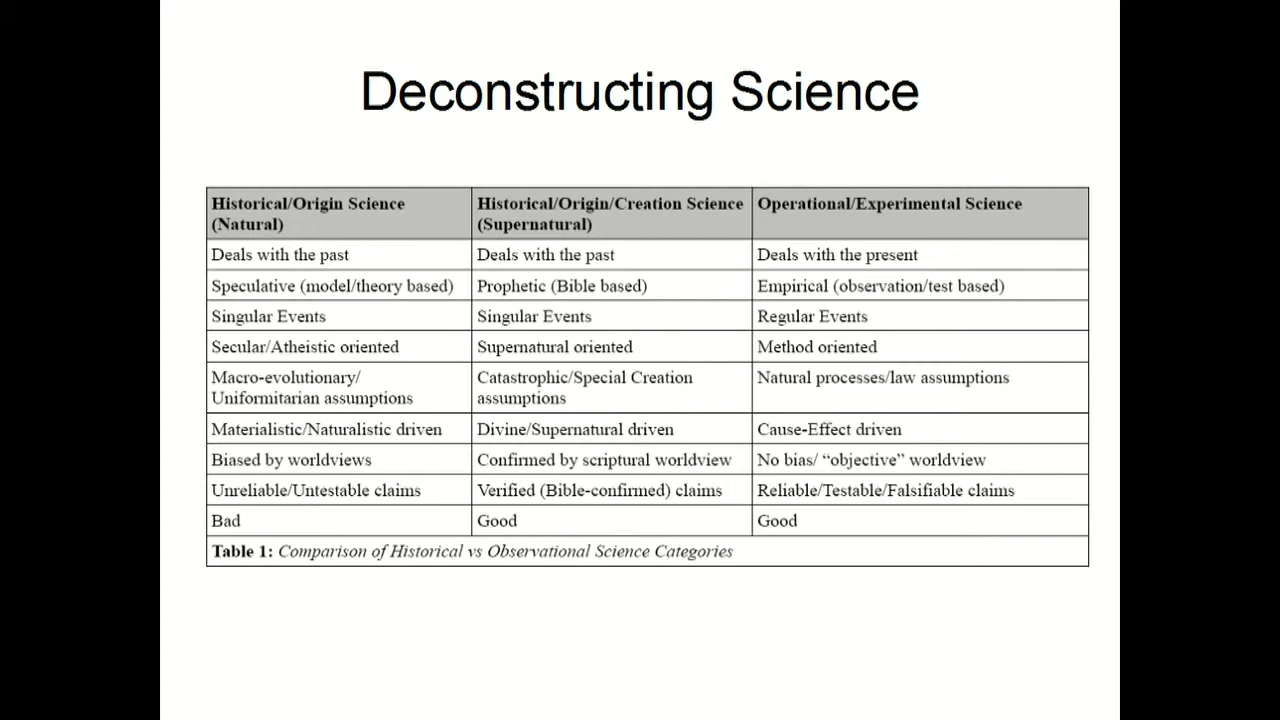 Deconstructing Science
Historical/Origin Science (Natural)
Historical/Origin/Creation Science (Supernatural)
Operational/Experimental Science
Deals with the past
Deals with the past
Deals with the present
Speculative (model/theory based)
Prophetic (Bible based)
Empirical (observation/test based)
Singular Events
Singular Events
Regular Events
Secular/Atheistic oriented
Supernatural oriented
Method oriented
Macro-evolutionary/
Uniformitarian assumptions
Catastrophic/Special Creation
assumptions
Natural processes/law assumptions
Materialistic/Naturalistic driven
Divine/Supernatural driven
Cause-Effect driven
Biased by worldviews
Confirmed by scriptural worldview
No bias/ “objective” worldview
Unreliable/Untestable claims
Verified (Bible-confirmed) claims
Reliable/Testable/Falsifiable claims
Bad
Good
Good
Table 1: Comparison of Historical vs Observational Science Categories